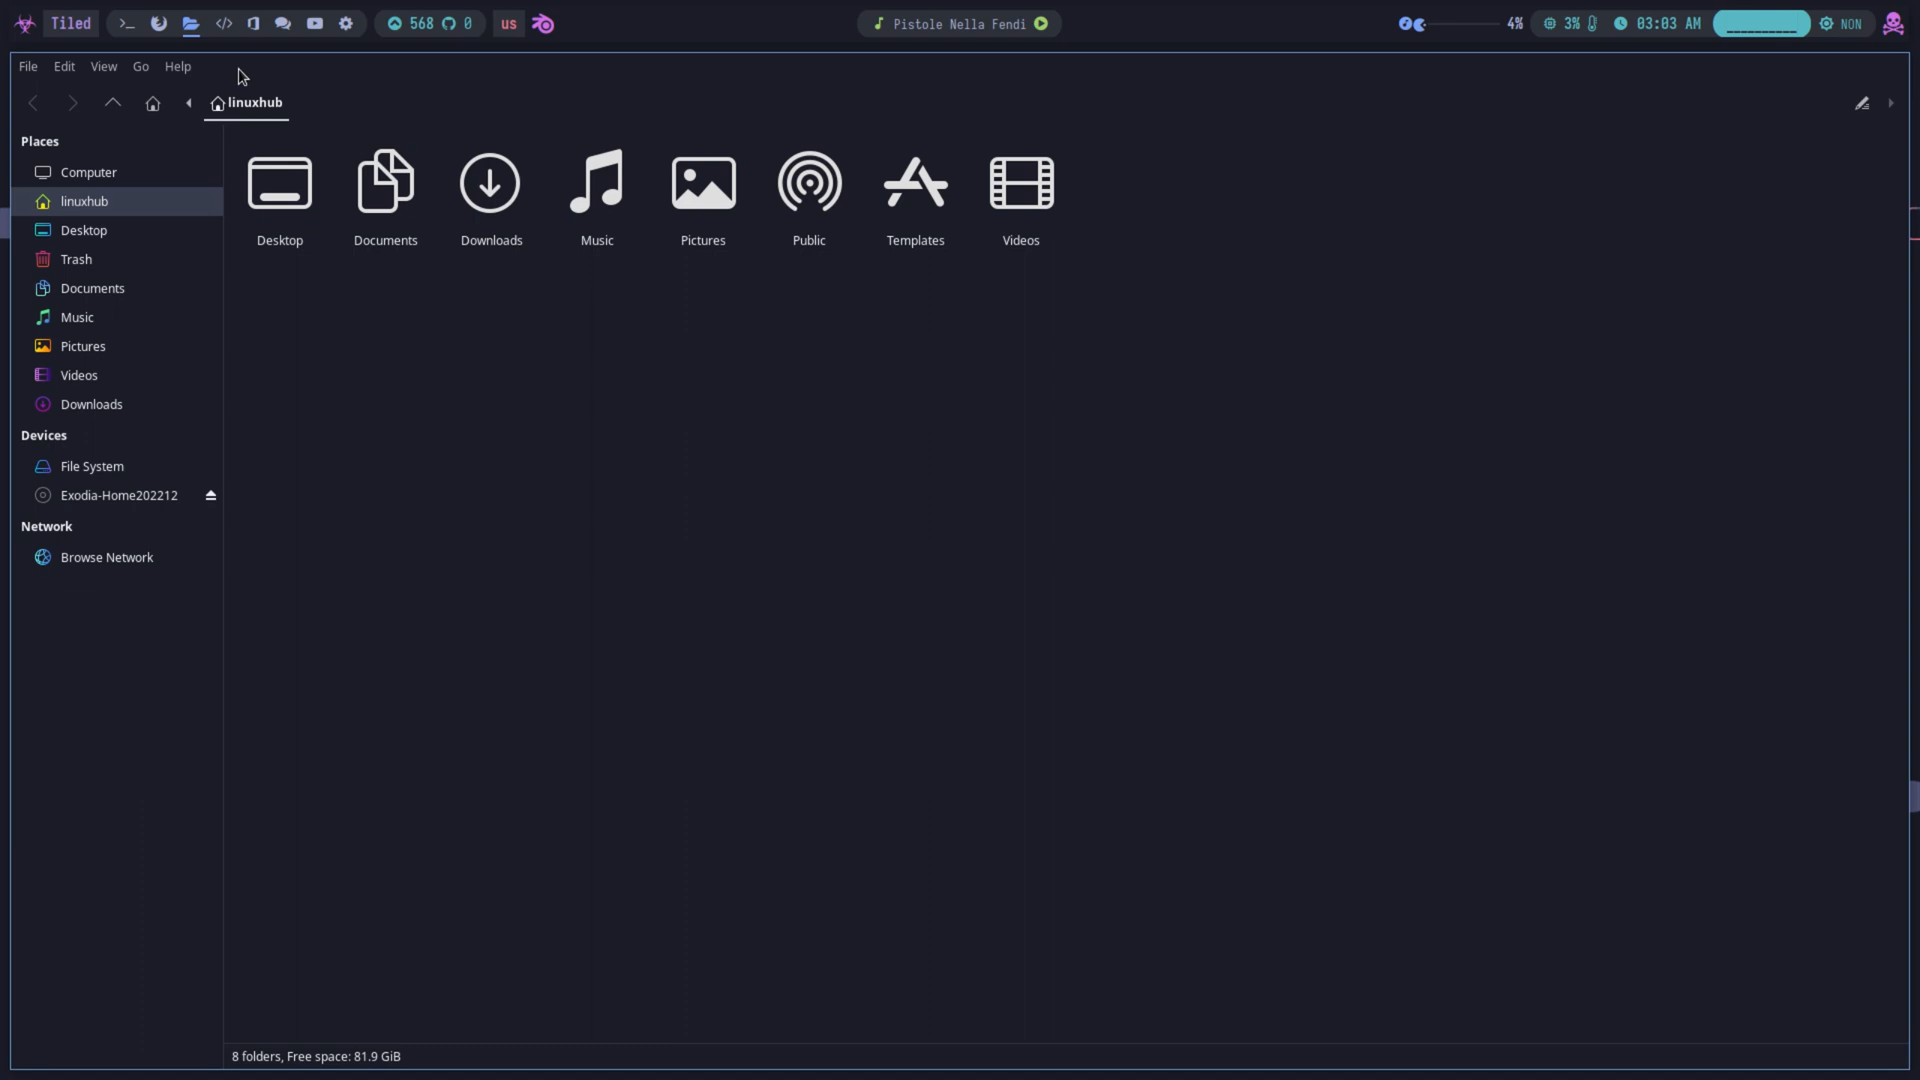 Tiled >_ </> 568 0 us Pistole Nella Fendi 4% 3% 03:03 AM NON
File Edit View Go Help
linuxhub
Places
Computer
linuxhub
Desktop
Trash
Documents
Music
Pictures
Videos
Downloads
Devices
File System
Exodia-Home202212
Network
Browse Network
Desktop Documents Downloads Music Pictures Public Templates Videos
8 folders, Free space: 81.9 GiB